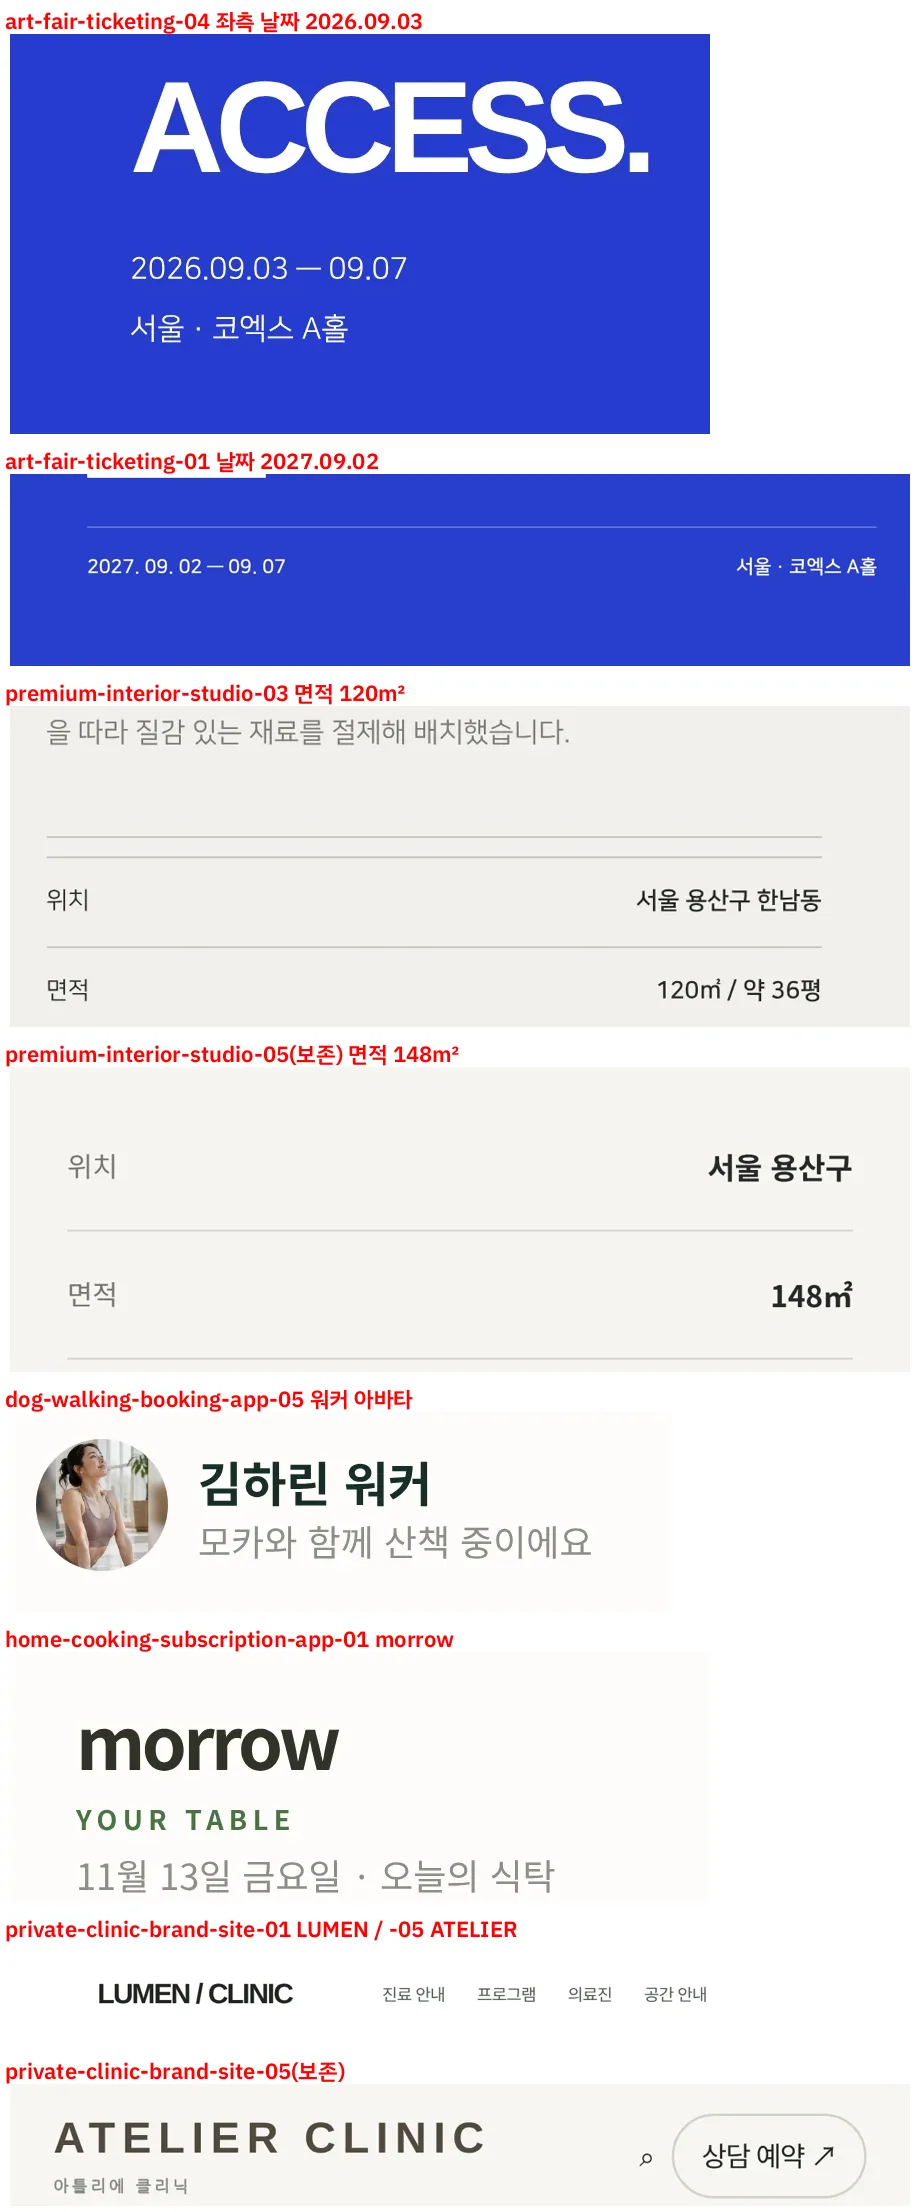 art-fair-ticketing-04 좌측 날짜 2026.09.03
ACCESS.
2026.09.03 — 09.07
서울 · 코엑스 A홀
art-fair-ticketing-01 날짜 2027.09.02
2027. 09. 02 — 09. 07 서울 · 코엑스 A홀
premium-interior-studio-03 면적 120m²
을 따라 질감 있는 재료를 절제해 배치했습니다.
위치 서울 용산구 한남동
면적 120㎡ / 약 36평
premium-interior-studio-05(보존) 면적 148m²
위치 서울 용산구
면적 148㎡
dog-walking-booking-app-05 워커 아바타
김하린 워커
모카와 함께 산책 중이에요
home-cooking-subscription-app-01 morrow
morrow
YOUR TABLE
11월 13일 금요일 · 오늘의 식탁
private-clinic-brand-site-01 LUMEN / -05 ATELIER
LUMEN / CLINIC 진료 안내 프로그램 의료진 공간 안내
private-clinic-brand-site-05(보존)
ATELIER CLINIC
상담 예약 ↗
아틀리에 클리닉